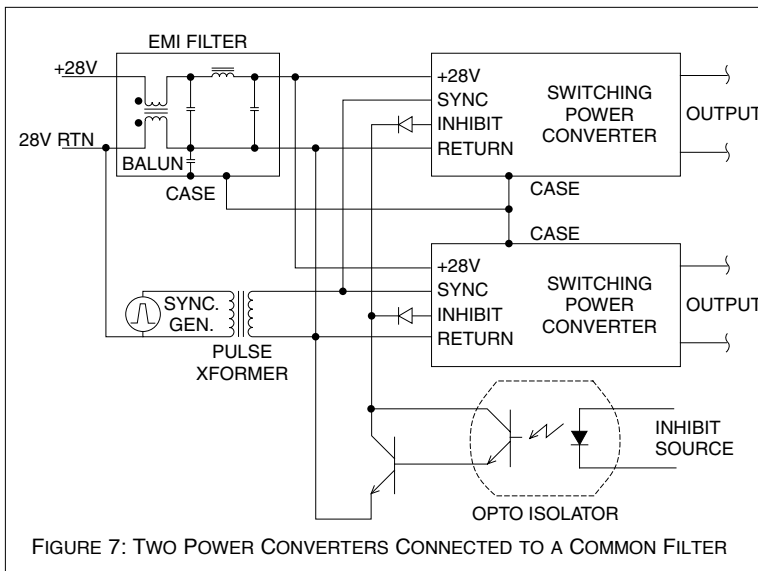 EMI FILTER
+28V
28V RTN
BALUN
CASE
+28V
SYNC
INHIBIT
RETURN
SWITCHING
POWER
CONVERTER
OUTPUT
CASE
CASE
+28V
SYNC
INHIBIT
RETURN
SWITCHING
POWER
CONVERTER
OUTPUT
SYNC.
GEN.
PULSE
XFORMER
INHIBIT
SOURCE
OPTO ISOLATOR
FIGURE 7: TWO POWER CONVERTERS CONNECTED TO A COMMON FILTER